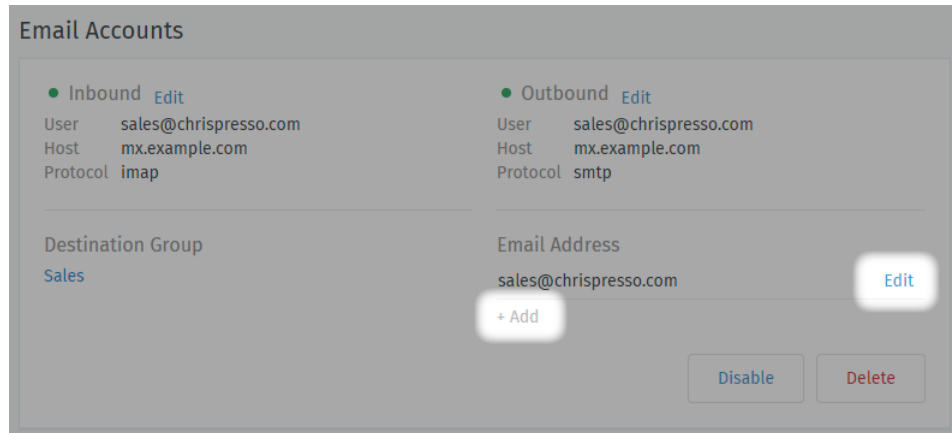 Email Accounts
Inbound Edit
User sales@chrispresso.com
Host mx.example.com
Protocol imap
Outbound Edit
User sales@chrispresso.com
Host mx.example.com
Protocol smtp
Destination Group
Sales
Email Address
sales@chrispresso.com Edit
+ Add
Disable Delete